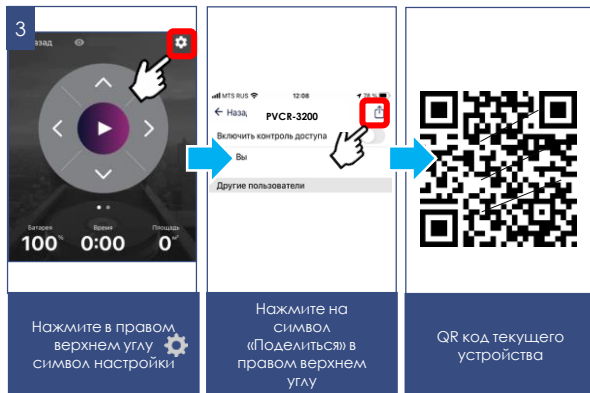 3
Назад
Батарея
Время
Площадь
100%
0:00
0м²
Нажмите в правом
верхнем углу
символ настройки
MTS RUS
12:08
78 %
Наза
PVCR-3200
Включить контроль доступа
Вы
Другие пользователи
Нажмите на
символ
«Поделиться» в
правом верхнем
углу
QR код текущего
устройства